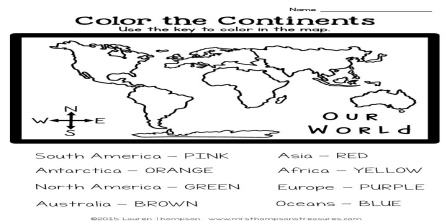 Name
Color the Continents
Use the key to color in the map.
N
W E
S
Our
World
South America – PINK
Asia – RED
Antarctica – ORANGE
Africa – YELLOW
North America – GREEN
Europe – PURPLE
Australia – BROWN
Oceans – BLUE
©2015 Lauren Thompson www.mrsthompsonstreasures.com